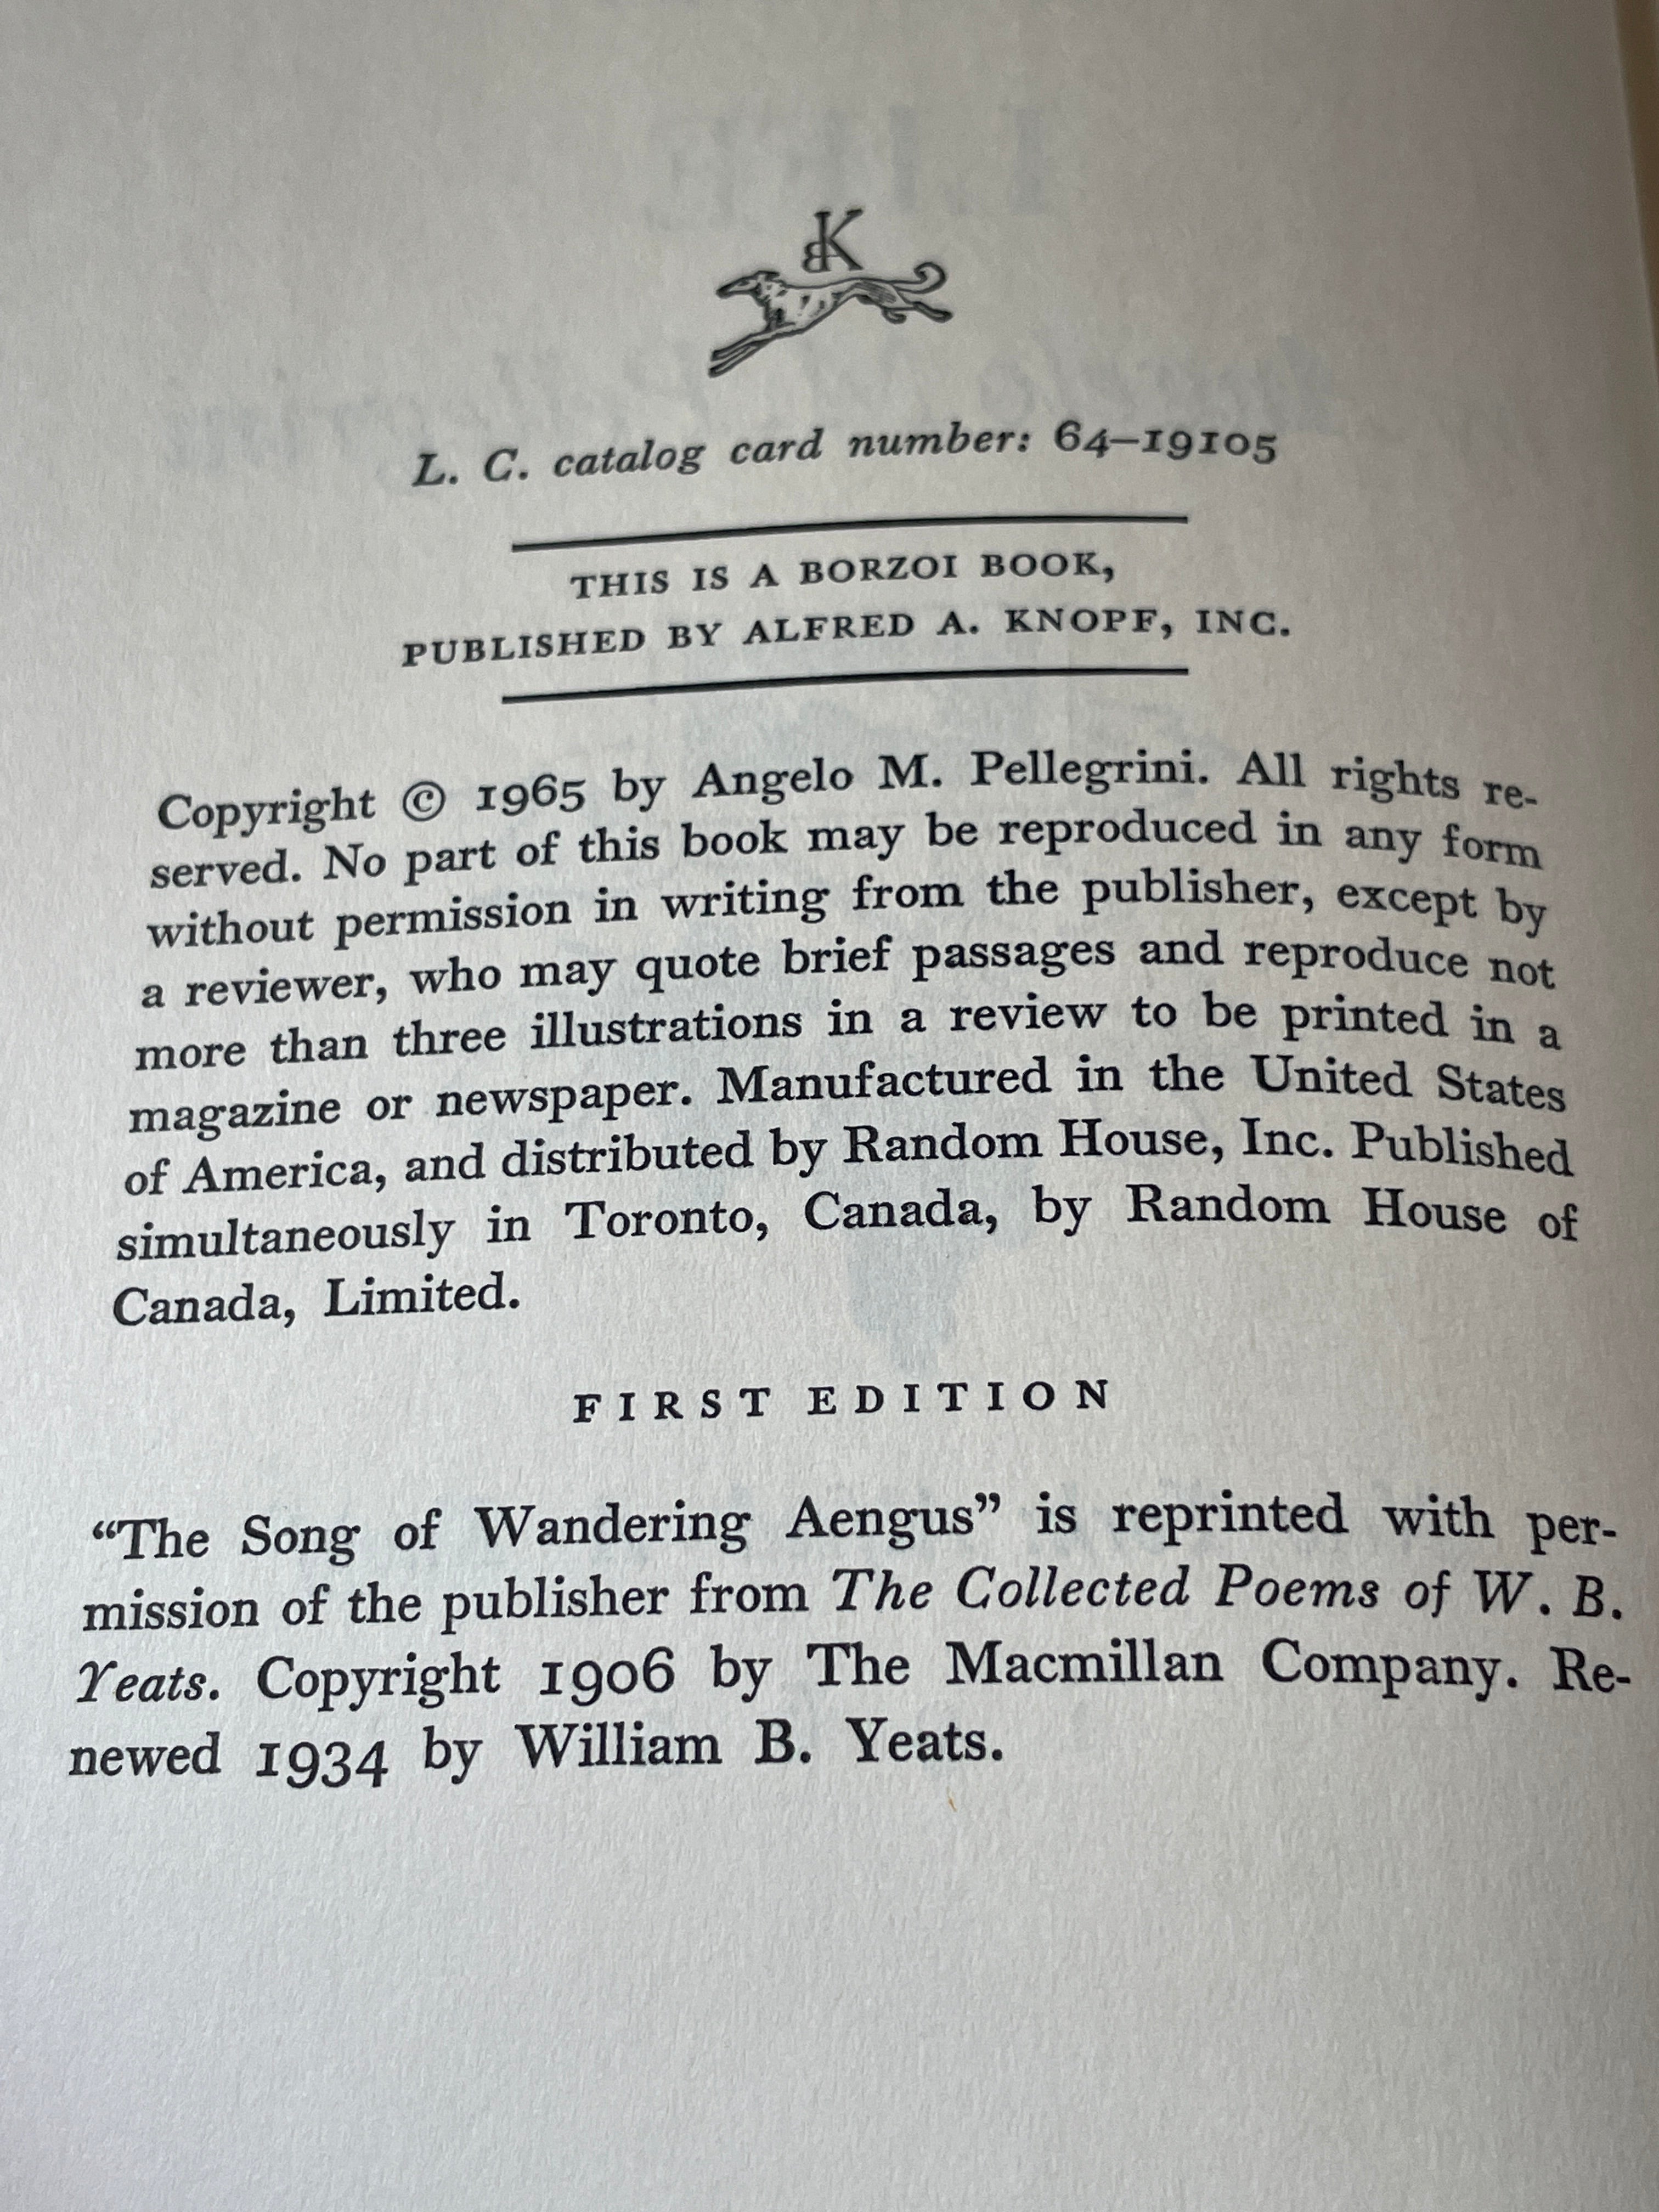 BK
L. C. catalog card number: 64–19105
THIS IS A BORZOI BOOK,
PUBLISHED BY ALFRED A. KNOPF, INC.
Copyright © 1965 by Angelo M. Pellegrini. All rights re-
served. No part of this book may be reproduced in any form
without permission in writing from the publisher, except by
a reviewer, who may quote brief passages and reproduce not
more than three illustrations in a review to be printed in a
magazine or newspaper. Manufactured in the United States
of America, and distributed by Random House, Inc. Published
simultaneously in Toronto, Canada, by Random House of
Canada, Limited.
FIRST EDITION
“The Song of Wandering Aengus” is reprinted with per-
mission of the publisher from The Collected Poems of W. B.
Yeats. Copyright 1906 by The Macmillan Company. Re-
newed 1934 by William B. Yeats.